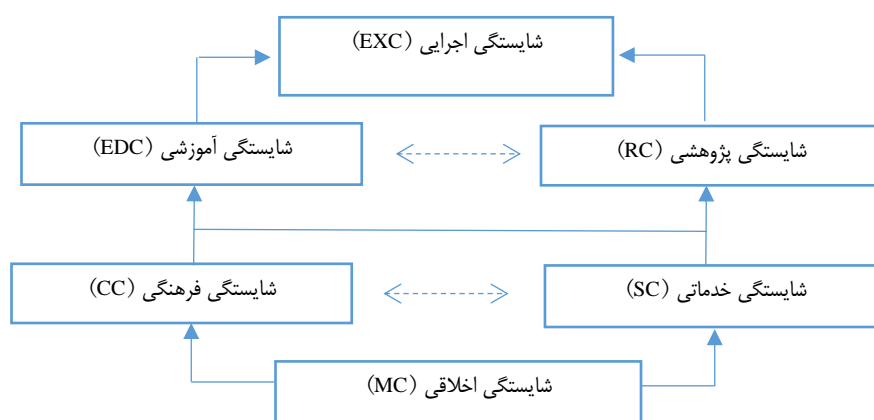 شایستگی اجرایی (EXC)
شایستگی پژوهشی (RC)
شایستگی آموزشی (EDC)
شایستگی خدماتی (SC)
شایستگی فرهنگی (CC)
شایستگی اخلاقی (MC)